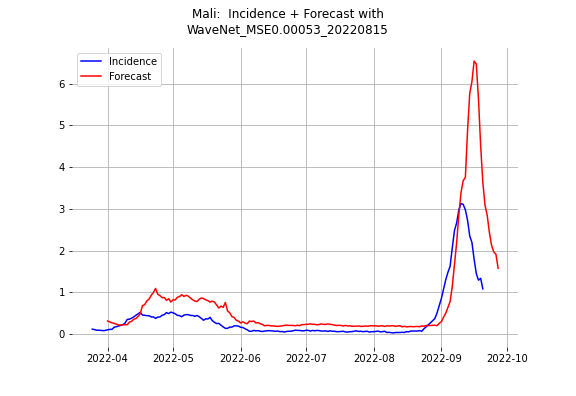 Mali:  Incidence + Forecast with
WaveNet_MSE0.00053_20220815
Incidence
Forecast
6
5
4
3
2
1
0
2022-04 2022-05 2022-06 2022-07 2022-08 2022-09 2022-10